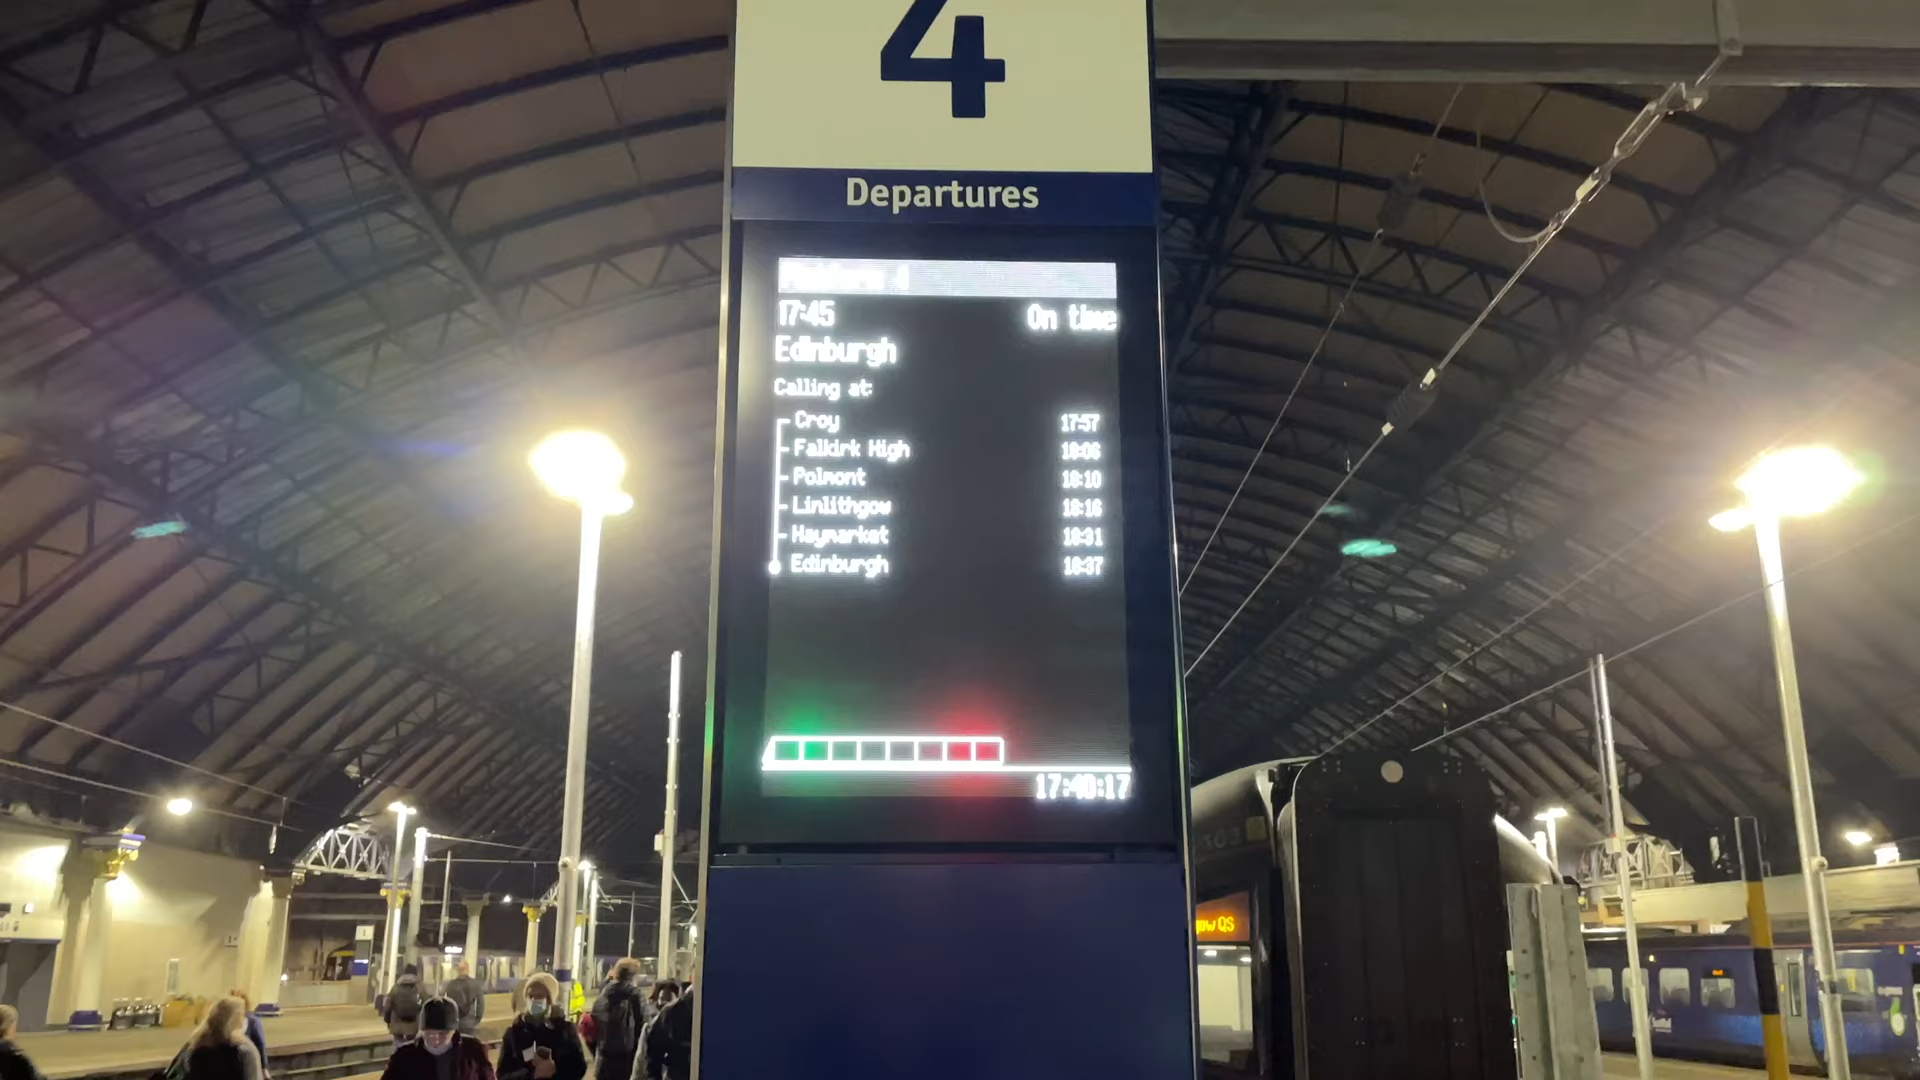 4
Departures
17:45 On time
Edinburgh
Calling at:
Croy 17:57
Falkirk High 18:06
Polmont 18:10
Linlithgow 18:16
Haymarket 18:31
Edinburgh 18:37
17:40:17
QS